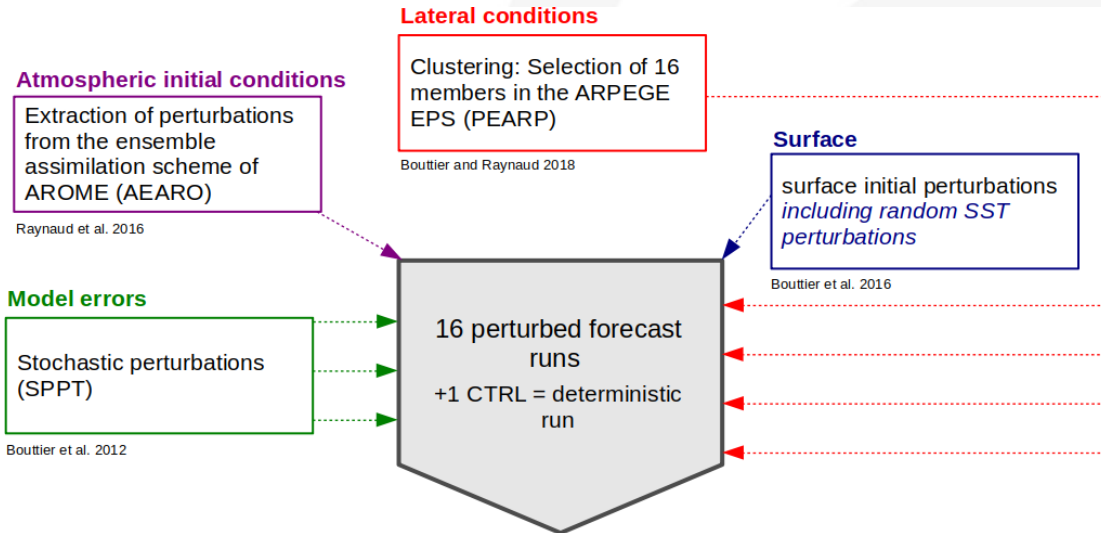 Lateral conditions
Clustering: Selection of 16
members in the ARPEGE
EPS (PEARP)
Bouttier and Raynaud 2018
Atmospheric initial conditions
Extraction of perturbations
from the ensemble
assimilation scheme of
AROME (AEARO)
Raynaud et al. 2016
Surface
surface initial perturbations
including random SST
perturbations
Bouttier et al. 2016
Model errors
Stochastic perturbations
(SPPT)
Bouttier et al. 2012
16 perturbed forecast
runs
+1 CTRL = deterministic
run